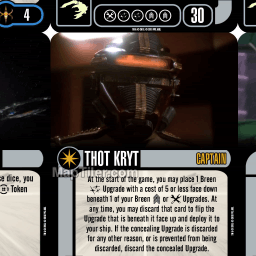 4
30
THOT KRYT
CAPTAIN
MapTiler.com
At the start of the game, you may place 1 Breen
Upgrade with a cost of 5 or less face down
beneath 1 of your Breen or Upgrades. At
any time, you may discard that card to flip the
Upgrade that is beneath it face up and deploy it to
your ship. If the concealing Upgrade is discarded
for any other reason, or is prevented from being
discarded, discard the concealed Upgrade.
e dice, you
Token